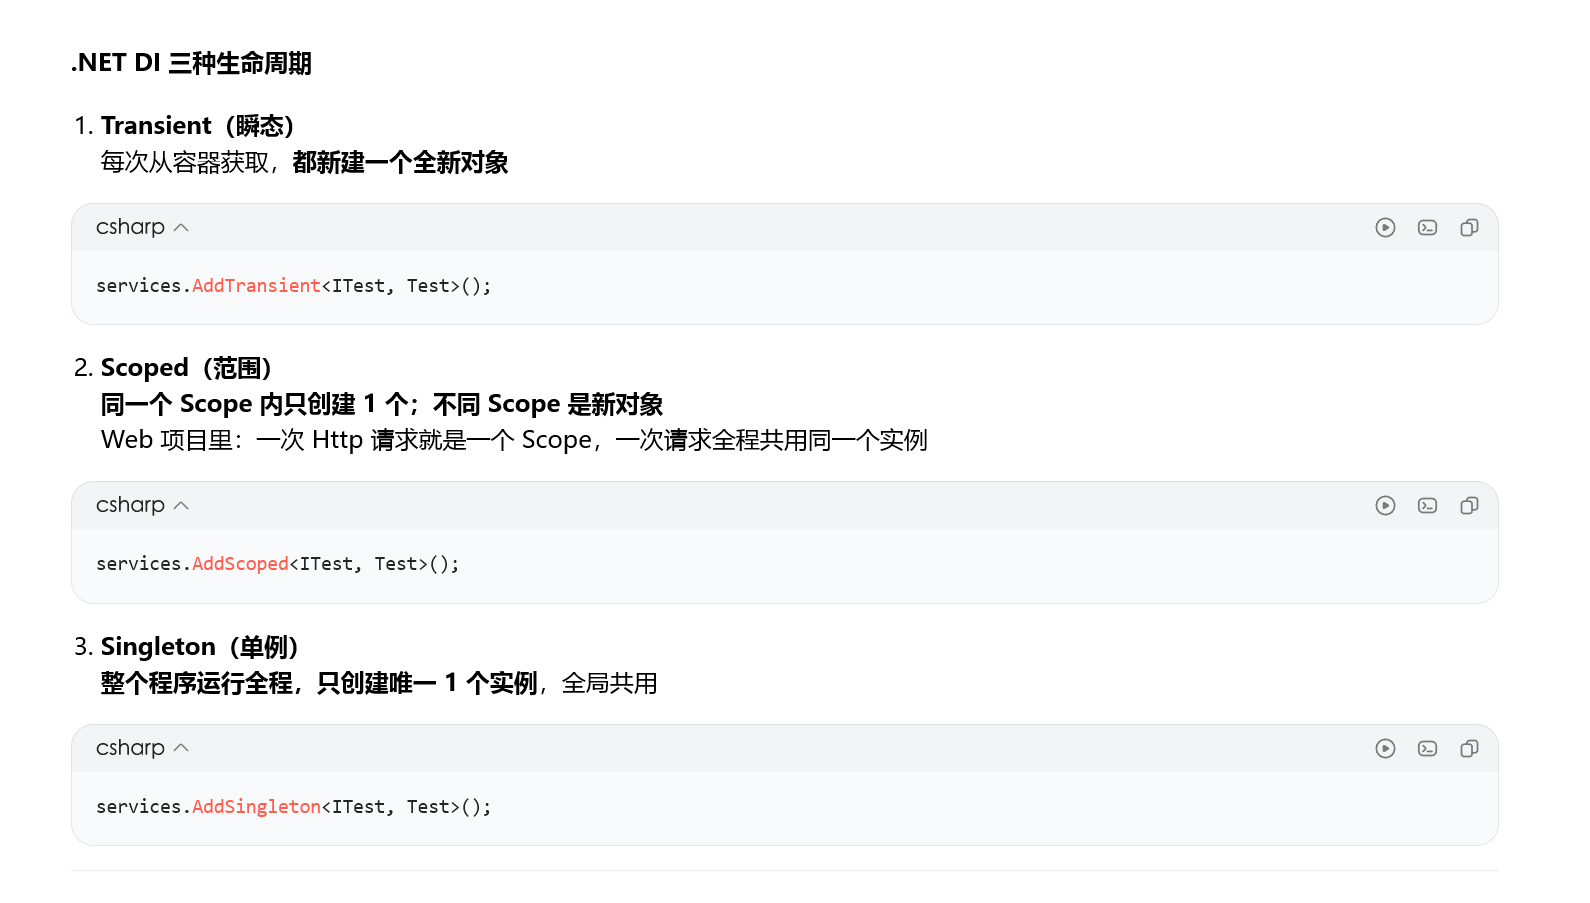 .NET DI 三种生命周期
1. Transient（瞬态）
每次从容器获取，都新建一个全新对象
csharp
services.AddTransient<ITest, Test>();
2. Scoped（范围）
同一个 Scope 内只创建 1 个；不同 Scope 是新对象
Web 项目里：一次 Http 请求就是一个 Scope，一次请求全程共用同一个实例
csharp
services.AddScoped<ITest, Test>();
3. Singleton（单例）
整个程序运行全程，只创建唯一 1 个实例，全局共用
csharp
services.AddSingleton<ITest, Test>();